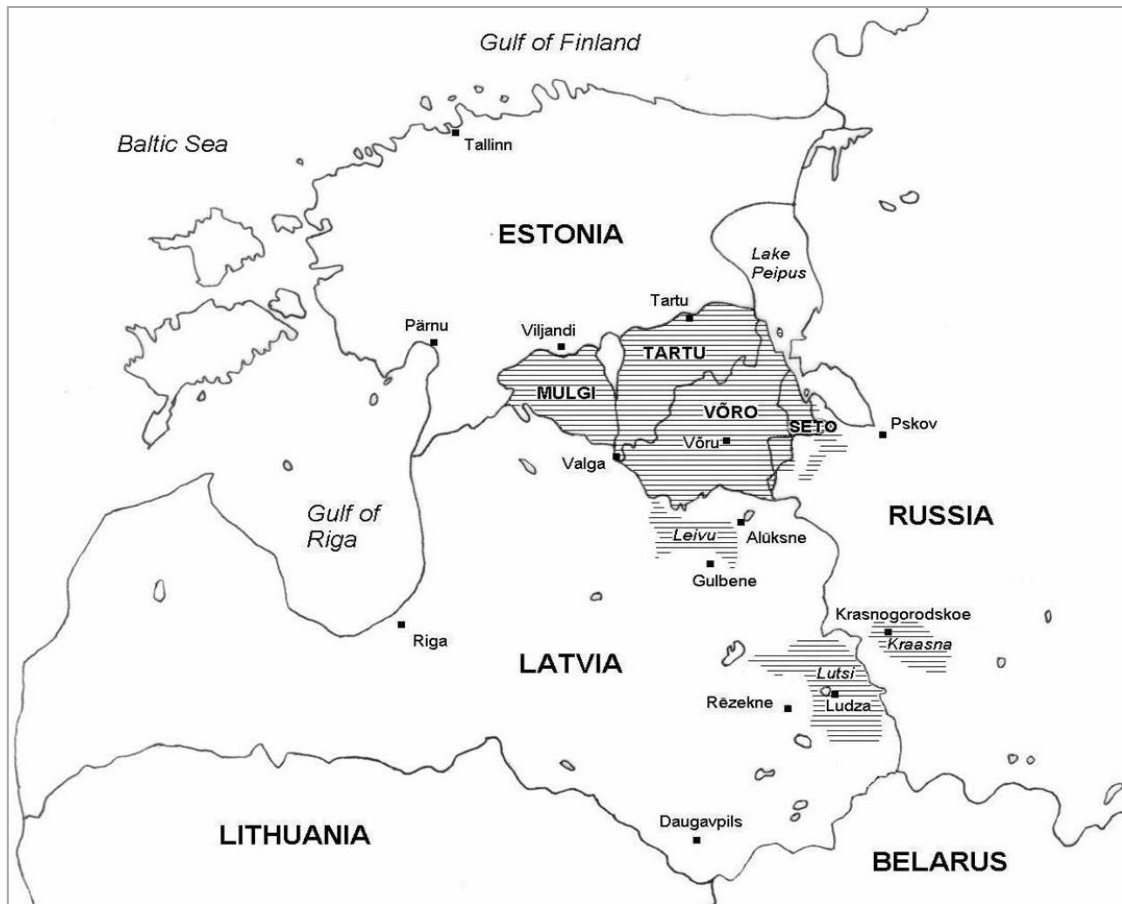 Gulf of Finland
Baltic Sea
Tallinn
ESTONIA
Lake
Peipus
Tartu
Pärnu
Viljandi
TARTU
MULGI
VÕRO
SETO
Võru
Pskov
Valga
Gulf of
Riga
RUSSIA
Leivu
Alūksne
Gulbene
Krasnogorodskoe
Kraasna
Riga
LATVIA
Lutsi
Rēzekne
Ludza
Daugavpils
LITHUANIA
BELARUS